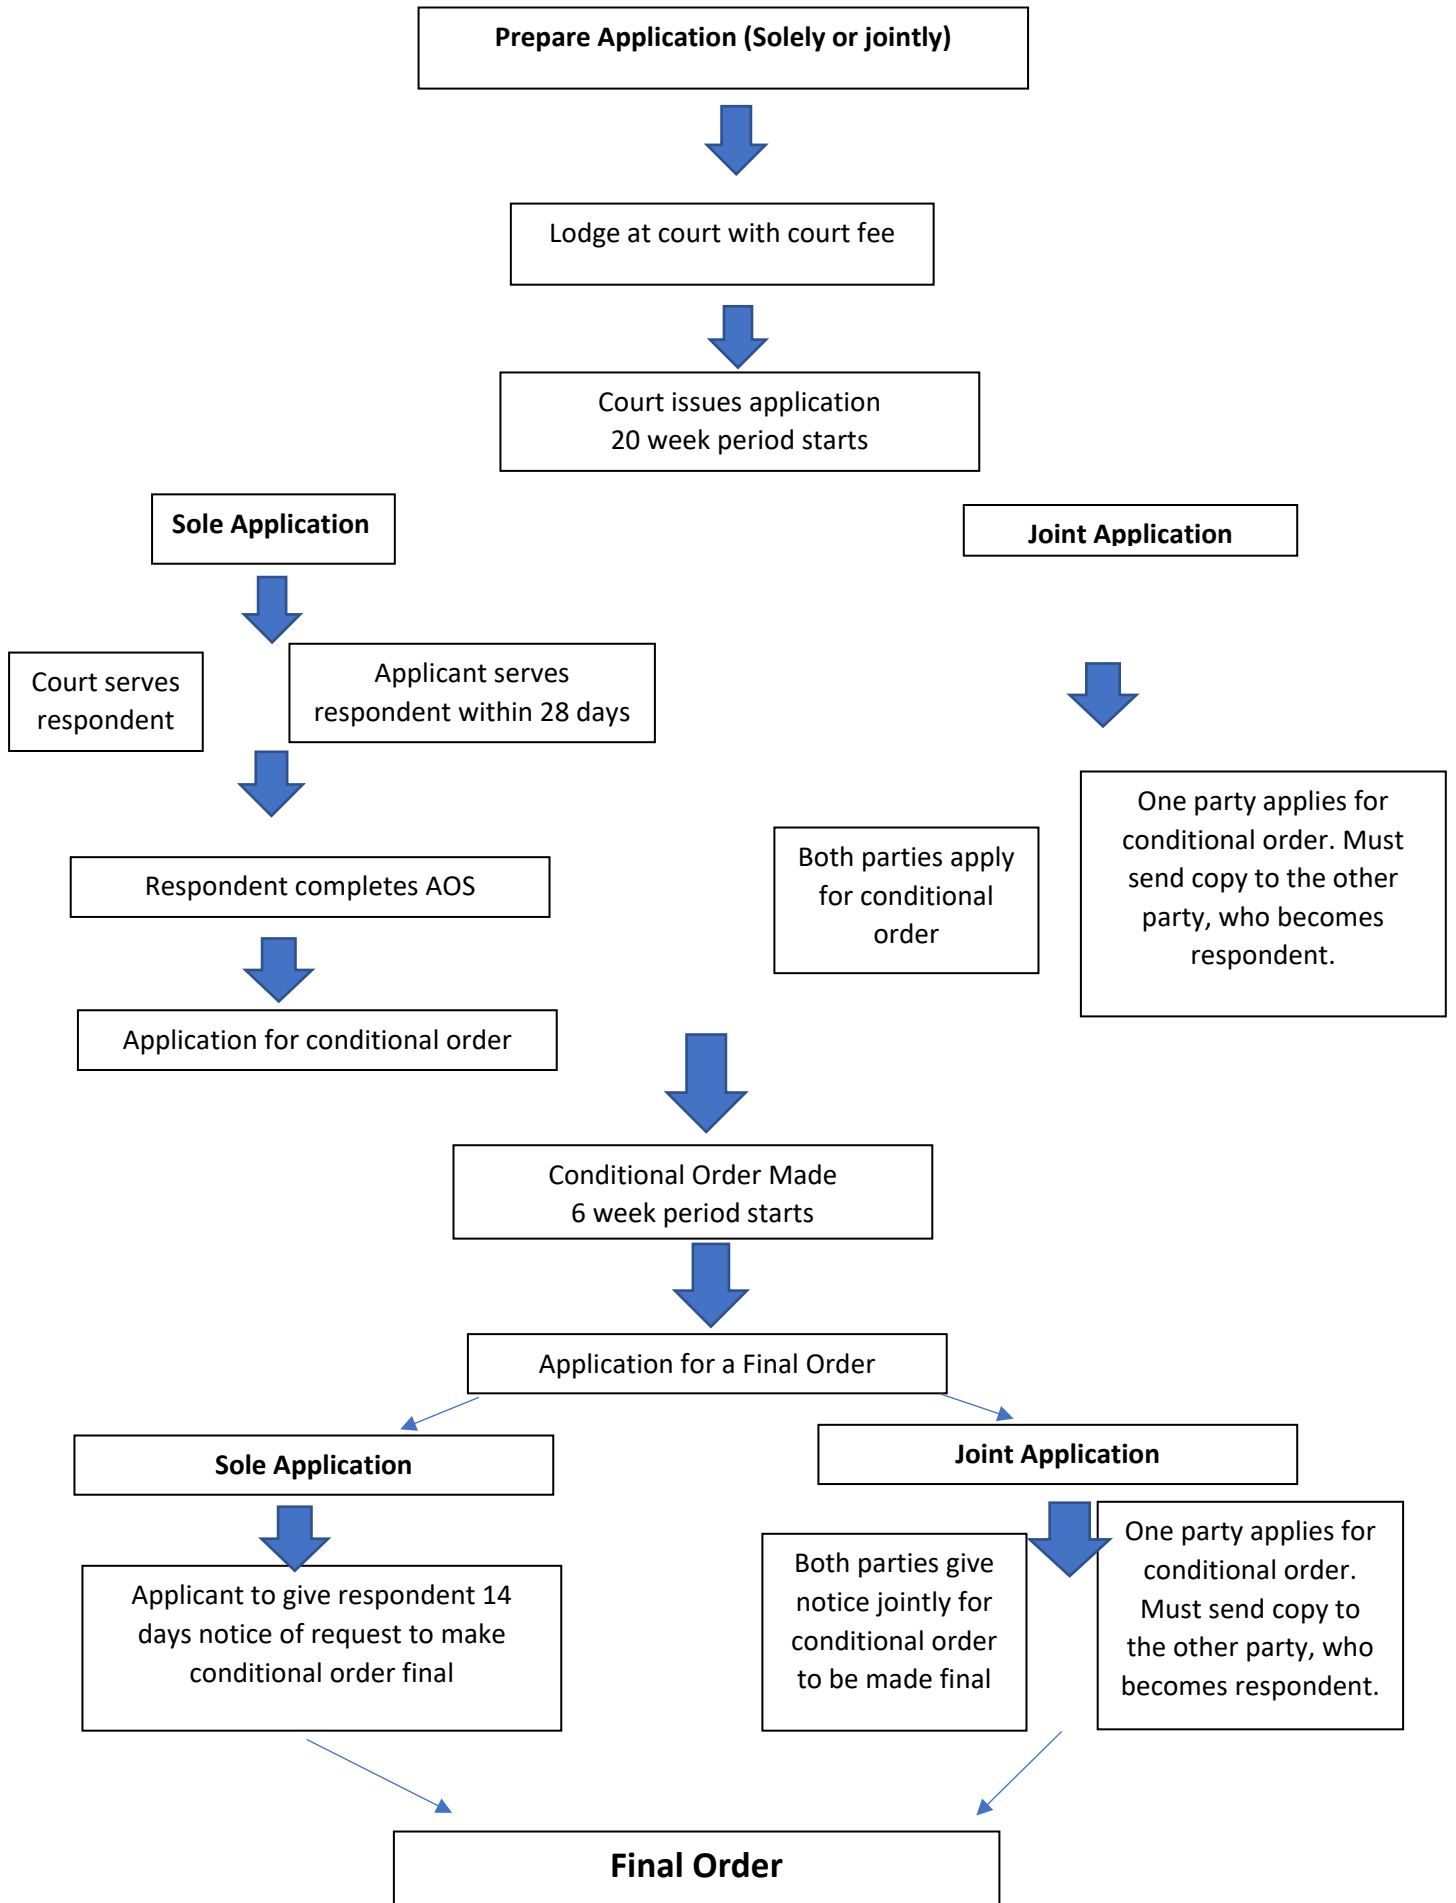 Prepare Application (Solely or jointly)
Lodge at court with court fee
Court issues application
20 week period starts
Sole Application
Joint Application
Court serves
respondent
Applicant serves
respondent within 28 days
Respondent completes AOS
Application for conditional order
Both parties apply
for conditional
order
One party applies for
conditional order. Must
send copy to the other
party, who becomes
respondent.
Conditional Order Made
6 week period starts
Application for a Final Order
Sole Application
Joint Application
Applicant to give respondent 14
days notice of request to make
conditional order final
Both parties give
notice jointly for
conditional order
to be made final
One party applies for
conditional order.
Must send copy to
the other party, who
becomes respondent.
Final Order